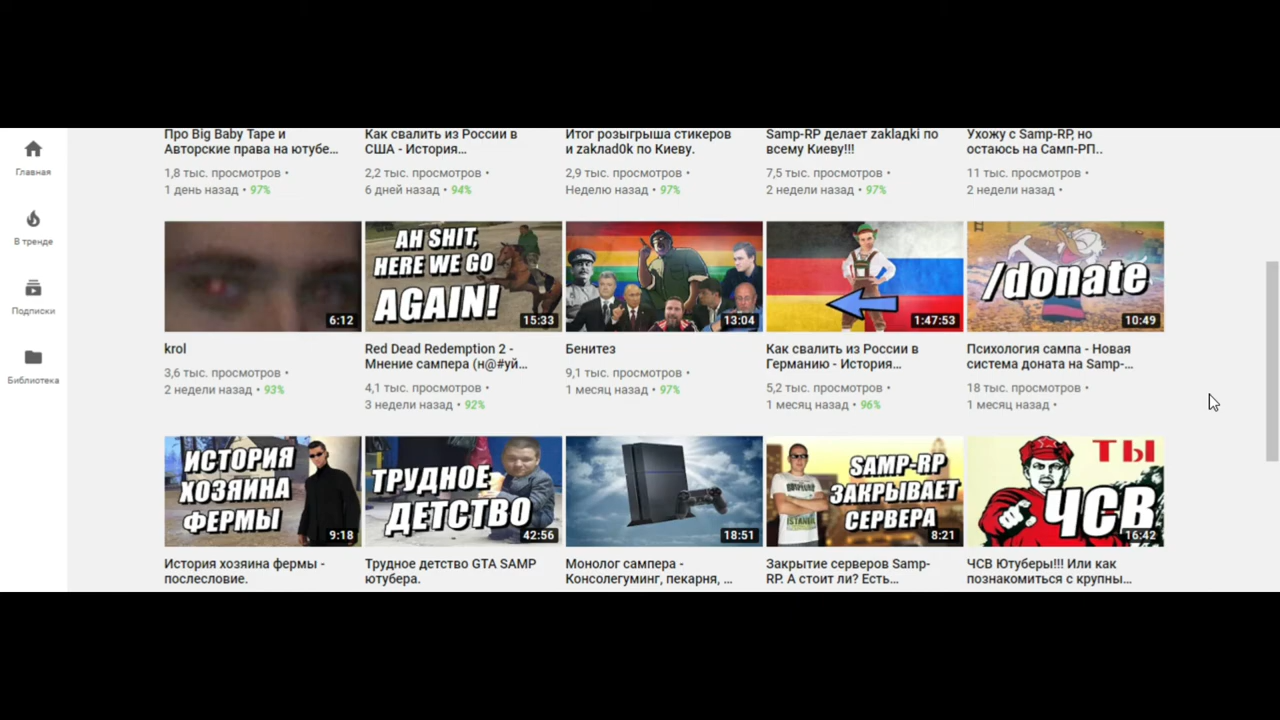 Главная
В тренде
Подписки
Библиотека
Про Big Baby Tape и
Авторские права на ютубе...
1,8 тыс. просмотров •
1 день назад • 97%
Как свалить из России в
США - История...
2,2 тыс. просмотров •
6 дней назад • 94%
Итог розыгрыша стикеров
и zaклad0k по Киеву.
2,9 тыс. просмотров •
Неделю назад • 97%
Samp-RP делает zakladki по
всему Киеву!!!
7,5 тыс. просмотров •
2 недели назад • 97%
Ухожу с Samp-RP, но
остаюсь на Самп-РП..
11 тыс. просмотров •
2 недели назад •
6:12
krol
3,6 тыс. просмотров •
2 недели назад • 93%
AH SHIT,
HERE WE GO
AGAIN!
15:33
Red Dead Redemption 2 -
Мнение сампера (н@#уй...
4,1 тыс. просмотров •
3 недели назад • 92%
13:04
Бенитез
9,1 тыс. просмотров •
1 месяц назад • 97%
1:47:53
Как свалить из России в
Германию - История...
5,2 тыс. просмотров •
1 месяц назад • 96%
/donate
10:49
Психология сампа - Новая
система доната на Samp-...
18 тыс. просмотров •
1 месяц назад •
ИСТОРИЯ
ХОЗЯИНА
ФЕРМЫ
9:18
История хозяина фермы -
послесловие.
ТРУДНОЕ
ДЕТСТВО
42:56
Трудное детство GTA SAMP
ютубера.
18:51
Монолог сампера -
Консолегуминг, пекарня, ...
SAMP-RP
ЗАКРЫВАЕТ
СЕРВЕРА
8:21
Закрытие серверов Samp-
RP. А стоит ли? Есть...
ТЫ
ЧСВ
16:42
ЧСВ Ютуберы!!! Или как
познакомиться с крупны...